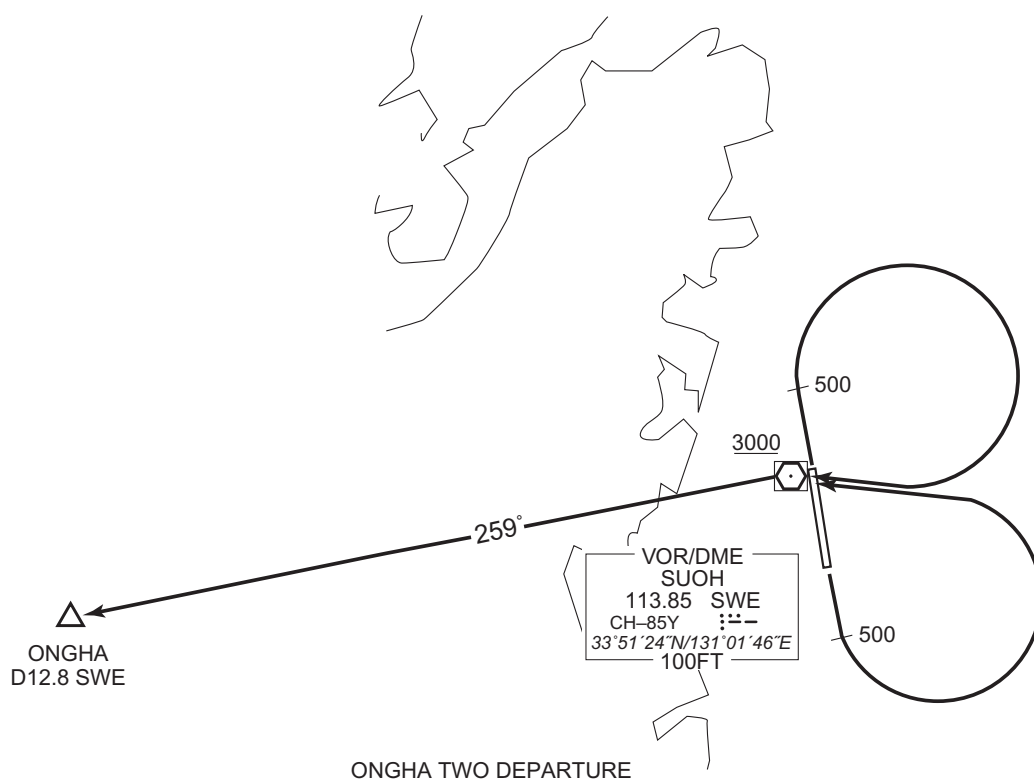 500
3000
259°
VOR/DME
SUOH
113.85 SWE
CH–85Y
33°51´24˝N/131°01´46˝E
100FT
500
ONGHA
D12.8 SWE
ONGHA TWO DEPARTURE